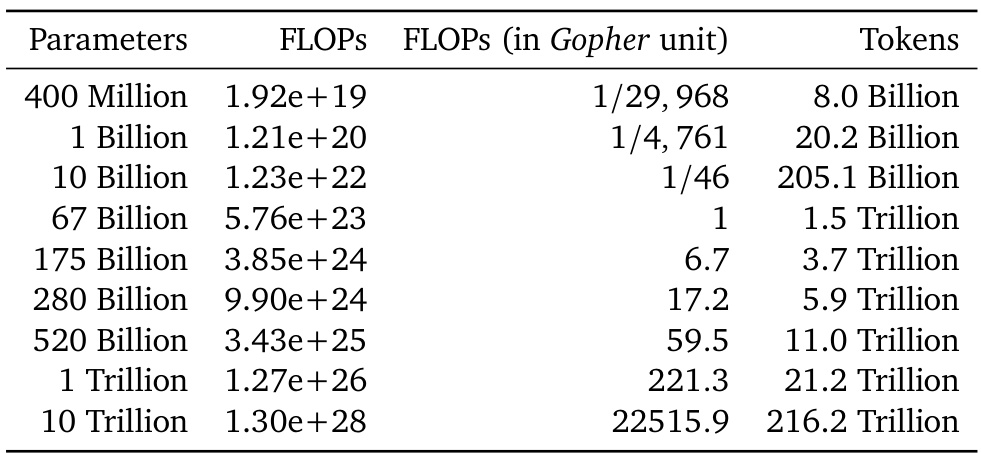 Parameters FLOPs FLOPs (in Gopher unit) Tokens
400 Million 1.92e+19 1/29, 968 8.0 Billion
1 Billion 1.21e+20 1/4, 761 20.2 Billion
10 Billion 1.23e+22 1/46 205.1 Billion
67 Billion 5.76e+23 1 1.5 Trillion
175 Billion 3.85e+24 6.7 3.7 Trillion
280 Billion 9.90e+24 17.2 5.9 Trillion
520 Billion 3.43e+25 59.5 11.0 Trillion
1 Trillion 1.27e+26 221.3 21.2 Trillion
10 Trillion 1.30e+28 22515.9 216.2 Trillion